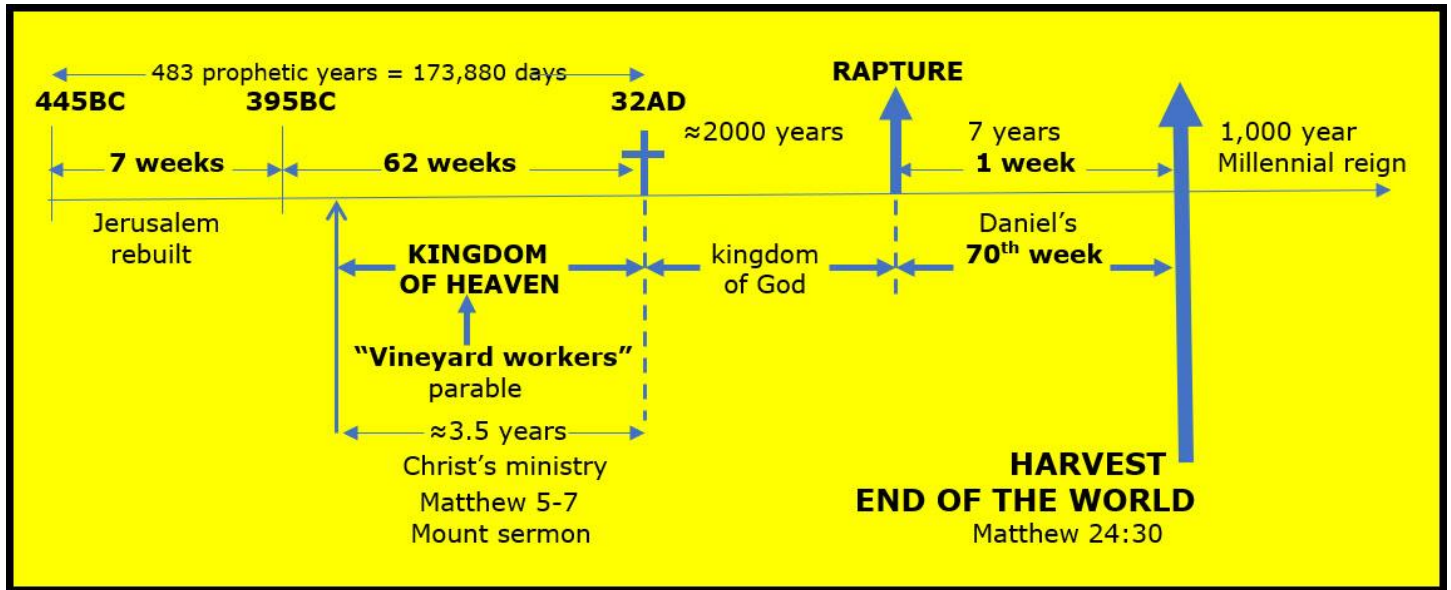 483 prophetic years = 173,880 days
445BC
395BC
32AD
RAPTURE
≈2000 years
7 years
1,000 year
7 weeks
62 weeks
1 week
Millennial reign
Jerusalem
rebuilt
Daniel’s
70th week
KINGDOM
OF HEAVEN
kingdom
of God
“Vineyard workers”
parable
≈3.5 years
Christ’s ministry
Matthew 5-7
Mount sermon
HARVEST
END OF THE WORLD
Matthew 24:30